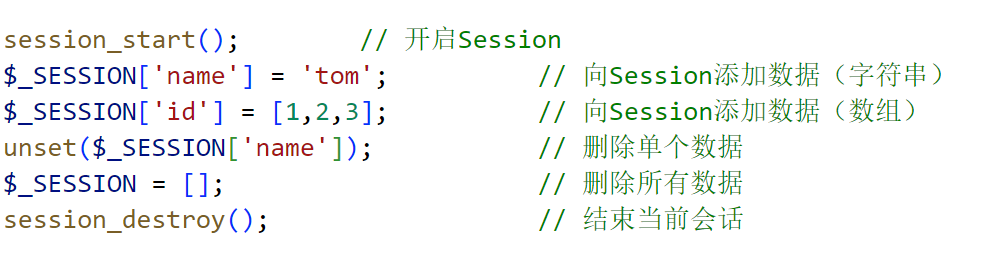 session_start();        // 开启Session
$_SESSION['name'] = 'tom';          // 向Session添加数据（字符串）
$_SESSION['id'] = [1,2,3];          // 向Session添加数据（数组）
unset($_SESSION['name']);           // 删除单个数据
$_SESSION = [];                     // 删除所有数据
session_destroy();                  // 结束当前会话